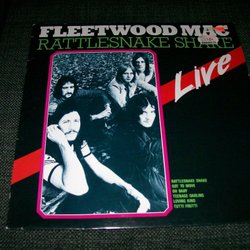 FLEETWOOD MAC
RATTLESNAKE SHAKE
Live
RATTLESNAKE SHAKE
GOT TO MOVE
OH BABY
TEENAGE DARLING
LOVING KIND
TUTTI FRUTTI